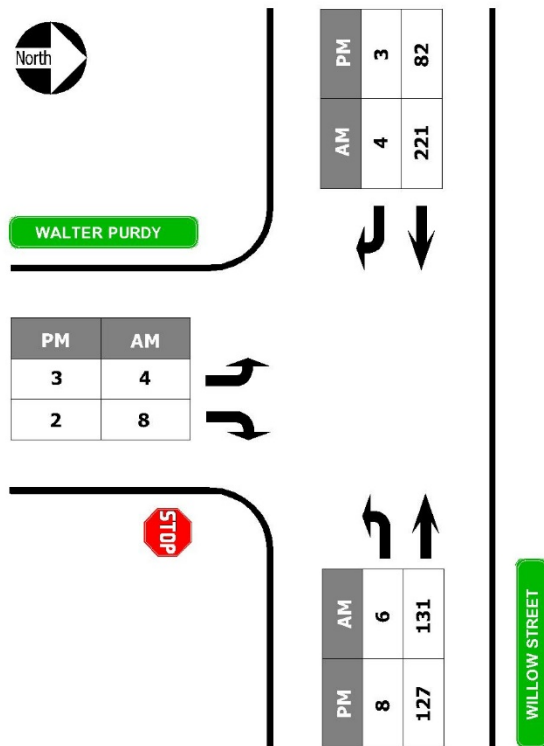 North
PM 3 82
AM 4 221
WALTER PURDY
PM AM
3 4
2 8
STOP
AM 6 131
PM 8 127
WILLOW STREET